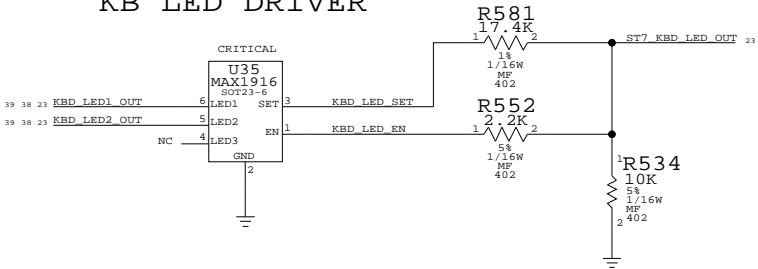 KB LED DRIVER
CRITICAL
U35
MAX1916
SOT23-6
39 38 23 KBD_LED1_OUT 6 LED1 SET 3 KBD_LED_SET
39 38 23 KBD_LED2_OUT 5 LED2
NC 4 LED3 EN 1 KBD_LED_EN
GND
2
R581
17.4K
1 2
1%
1/16W
MF
402
ST7_KBD_LED_OUT 23
R552
2.2K
1 2
5%
1/16W
MF
402
1 R534
10K
5%
1/16W
MF
2 402